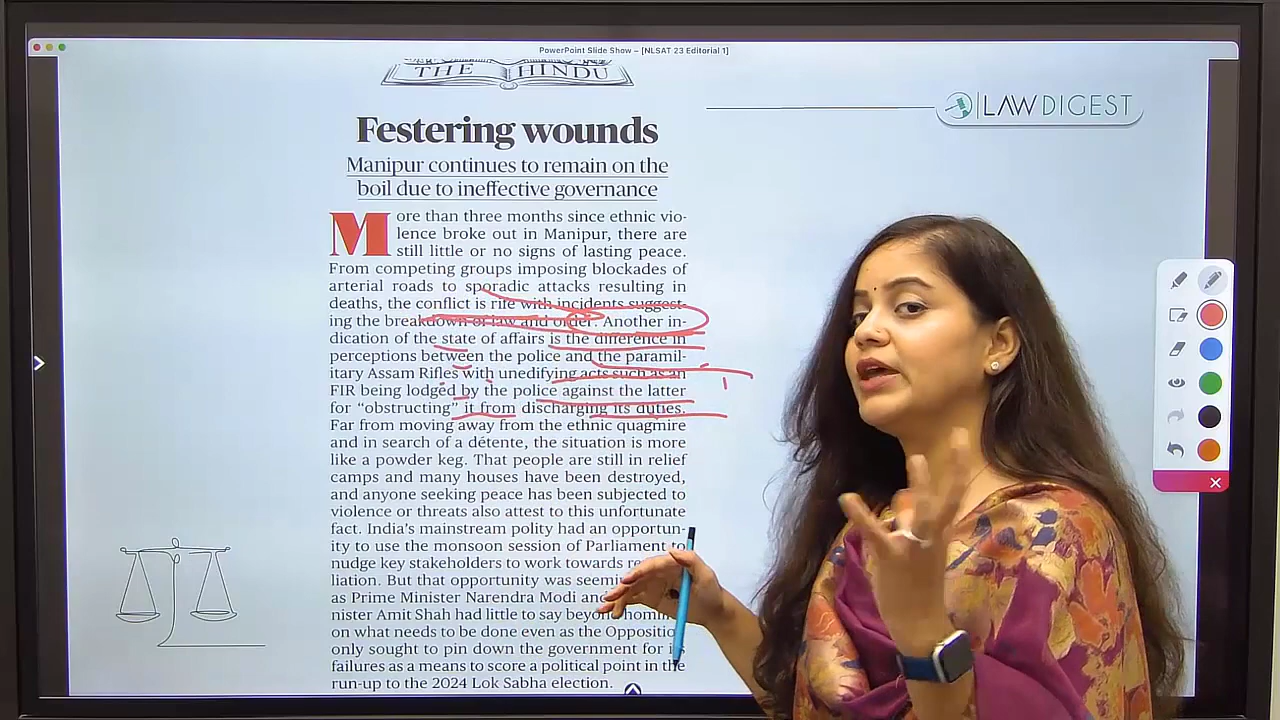 PowerPoint Slide Show – [NLSAT 23 Editorial 1]
THE HINDU
LAWDIGEST
Festering wounds
Manipur continues to remain on the
boil due to ineffective governance
More than three months since ethnic vio-
lence broke out in Manipur, there are
still little or no signs of lasting peace.
From competing groups imposing blockades of
arterial roads to sporadic attacks resulting in
deaths, the conflict is rife with incidents suggest-
ing the breakdown of law and order. Another in-
dication of the state of affairs is the difference in
perceptions between the police and the paramil-
itary Assam Rifles with unedifying acts such as an
FIR being lodged by the police against the latter
for “obstructing” it from discharging its duties.
Far from moving away from the ethnic quagmire
and in search of a détente, the situation is more
like a powder keg. That people are still in relief
camps and many houses have been destroyed,
and anyone seeking peace has been subjected to
violence or threats also attest to this unfortunate
fact. India’s mainstream polity had an opportun-
ity to use the monsoon session of Parliament to
nudge key stakeholders to work towards
liation. But that opportunity was
as Prime Minister Narendra Modi
nister Amit Shah had little to say beyond
on what needs to be done even as the
only sought to pin down the government for
failures as a means to score a political point in the
run-up to the 2024 Lok Sabha election.